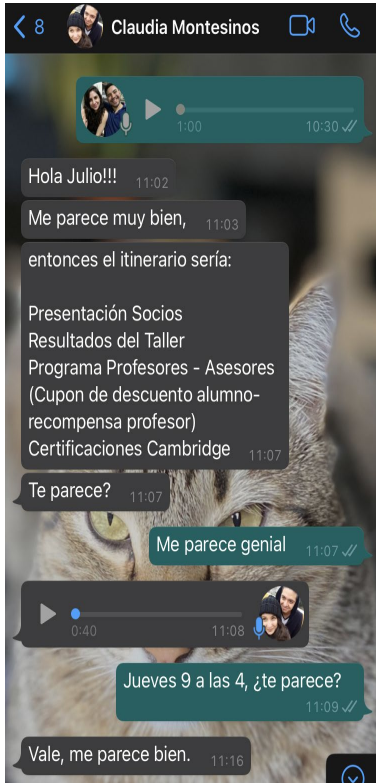 8 Claudia Montesinos
1:00 10:30
Hola Julio!!! 11:02
Me parece muy bien, 11:03
entonces el itinerario sería:
Presentación Socios
Resultados del Taller
Programa Profesores - Asesores
(Cupon de descuento alumno-
recompensa profesor)
Certificaciones Cambridge 11:07
Te parece? 11:07
Me parece genial 11:07
0:40 11:08
Jueves 9 a las 4, ¿te parece?
11:09
Vale, me parece bien. 11:16